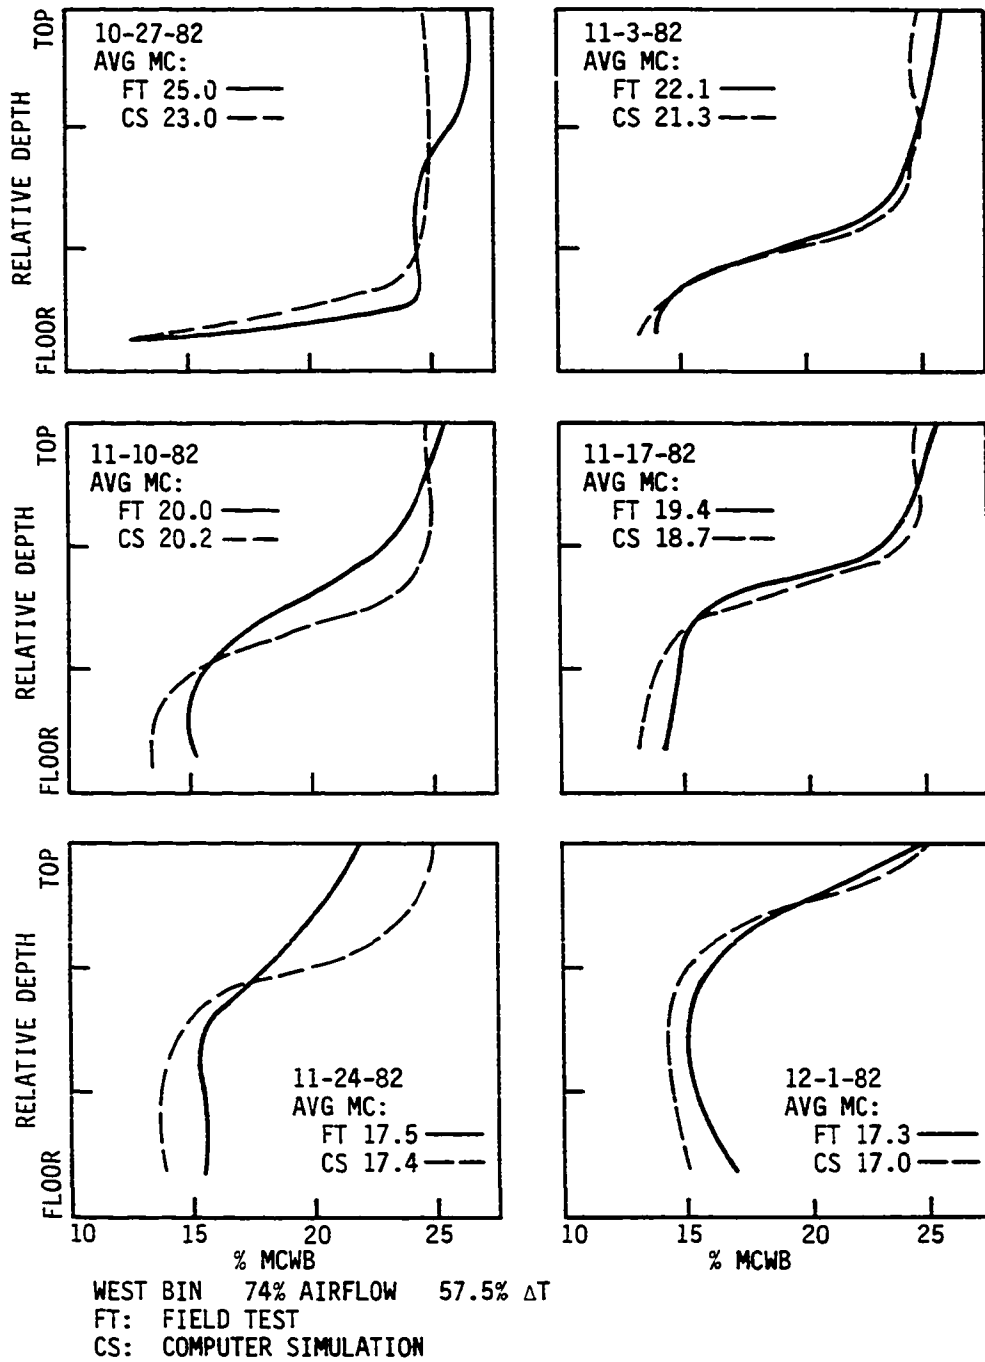 TOP
RELATIVE DEPTH
FLOOR
10-27-82
AVG MC:
FT 25.0
CS 23.0
11-3-82
AVG MC:
FT 22.1
CS 21.3
TOP
RELATIVE DEPTH
FLOOR
11-10-82
AVG MC:
FT 20.0
CS 20.2
11-17-82
AVG MC:
FT 19.4
CS 18.7
TOP
RELATIVE DEPTH
FLOOR
11-24-82
AVG MC:
FT 17.5
CS 17.4
12-1-82
AVG MC:
FT 17.3
CS 17.0
10 15 20 25
% MCWB
10 15 20 25
% MCWB
WEST BIN 74% AIRFLOW 57.5% ΔT
FT: FIELD TEST
CS: COMPUTER SIMULATION